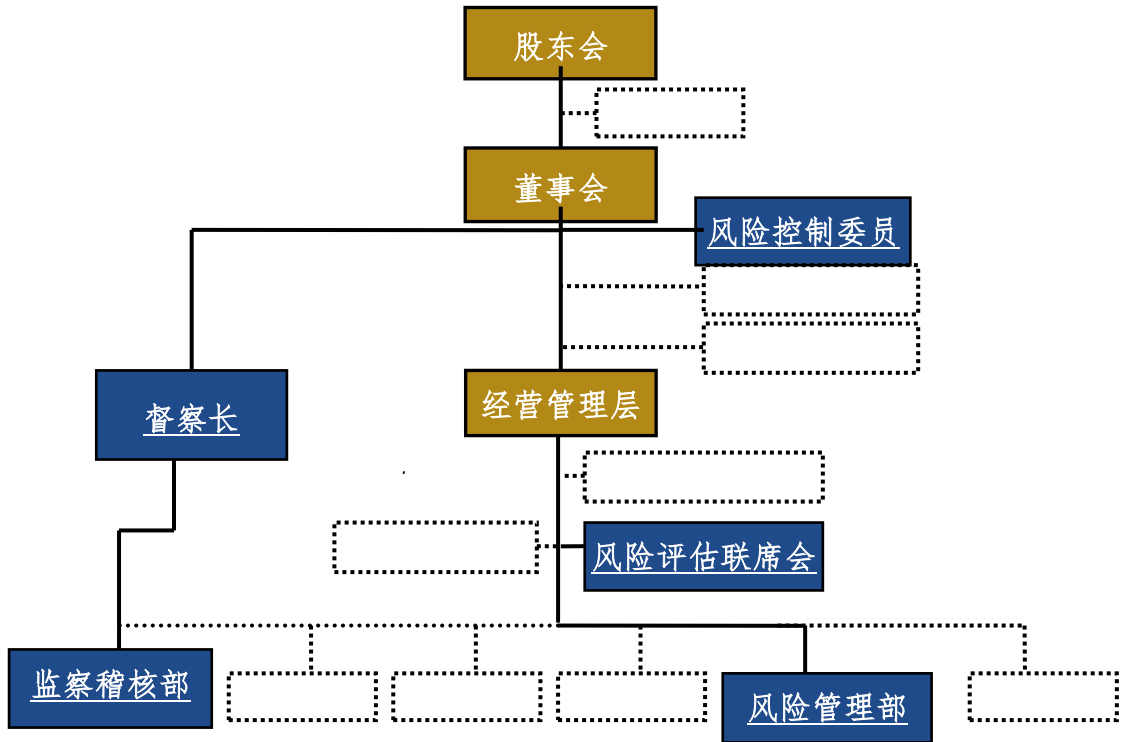 股东会
董事会
风险控制委员
督察长
经营管理层
风险评估联席会
监察稽核部
风险管理部